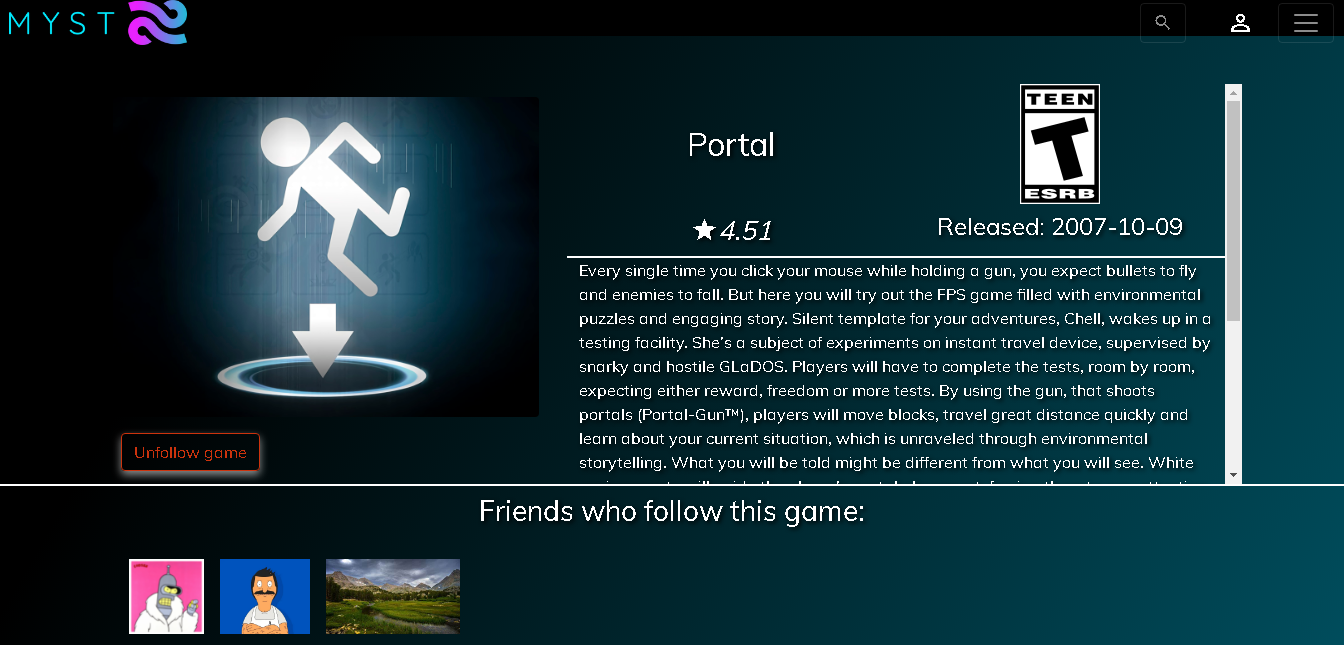 MYST
Portal
TEEN
T
ESRB
4.51
Released: 2007-10-09
Every single time you click your mouse while holding a gun, you expect bullets to fly
and enemies to fall. But here you will try out the FPS game filled with environmental
puzzles and engaging story. Silent template for your adventures, Chell, wakes up in a
testing facility. She's a subject of experiments on instant travel device, supervised by
snarky and hostile GLaDOS. Players will have to complete the tests, room by room,
expecting either reward, freedom or more tests. By using the gun, that shoots
portals (Portal-Gun™), players will move blocks, travel great distance quickly and
learn about your current situation, which is unraveled through environmental
storytelling. What you will be told might be different from what you will see. White
Unfollow game
Friends who follow this game: